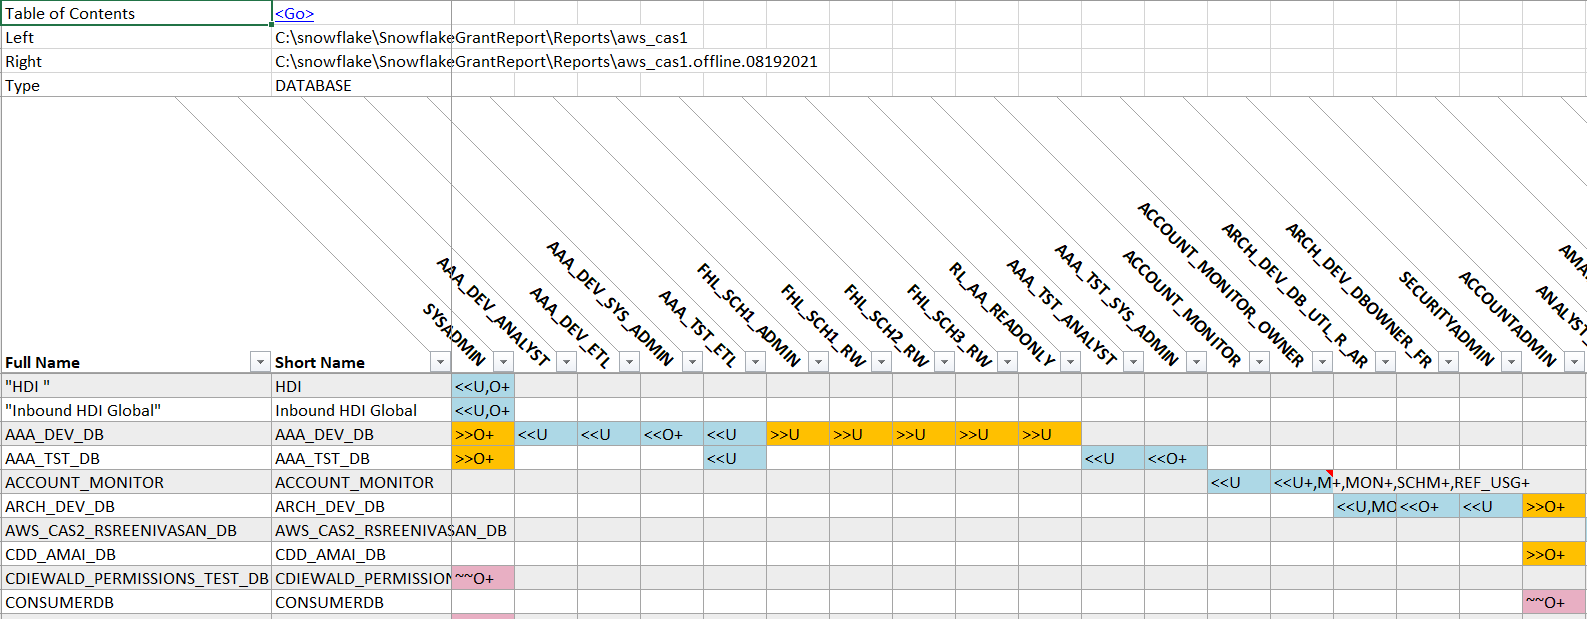 Table of Contents <Go>
Left C:\snowflake\SnowflakeGrantReport\Reports\aws_cas1
Right C:\snowflake\SnowflakeGrantReport\Reports\aws_cas1.offline.08192021
Type DATABASE
Full Name Short Name SYSADMIN AAA_DEV_ANALYST AAA_DEV_ETL AAA_DEV_SYS_ADMIN AAA_TST_ETL FHL_SCH1_ADMIN FHL_SCH1_RW FHL_SCH2_RW FHL_SCH3_RW RL_AA_READONLY AAA_TST_ANALYST AAA_TST_SYS_ADMIN ACCOUNT_MONITOR ACCOUNT_MONITOR_OWNER ARCH_DEV_DB_UTL_R_AR ARCH_DEV_DBOWNER_FR SECURITYADMIN ACCOUNTADMIN ANALYST_ AMA
"HDI " HDI <<U,O+
"Inbound HDI Global" Inbound HDI Global <<U,O+
AAA_DEV_DB AAA_DEV_DB >>O+ <<U <<U <<O+ <<U >>U >>U >>U >>U >>U
AAA_TST_DB AAA_TST_DB >>O+ <<U <<U <<O+
ACCOUNT_MONITOR ACCOUNT_MONITOR <<U <<U+,M+,MON+,SCHM+,REF_USG+
ARCH_DEV_DB ARCH_DEV_DB <<U,MO <<O+ <<U >>O+
AWS_CAS2_RSREENIVASAN_DB AWS_CAS2_RSREENIVASAN_DB
CDD_AMAI_DB CDD_AMAI_DB >>O+
CDIEWALD_PERMISSIONS_TEST_DB CDIEWALD_PERMISSION ~~O+
CONSUMERDB CONSUMERDB ~~O+